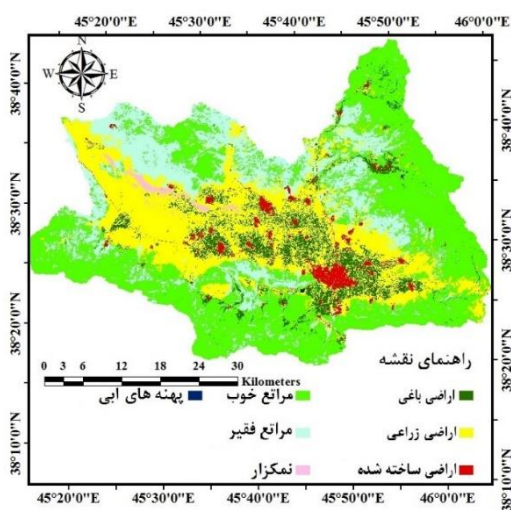 45°20'0"E 45°30'0"E 45°40'0"E 45°50'0"E 46°0'0"E
N
W E
S
38°40'0"N
38°30'0"N
38°20'0"N
38°10'0"N
38°40'0"N
38°30'0"N
38°20'0"N
38°10'0"N
راهنمای نقشه
0 3 6 12 18 24 30
Kilometers
اراضی باغی
مراتع خوب
پهنه های ابی
اراضی زراعی
مراتع فقیر
اراضی ساخته شده
نمکزار
45°20'0"E 45°30'0"E 45°40'0"E 45°50'0"E 46°0'0"E